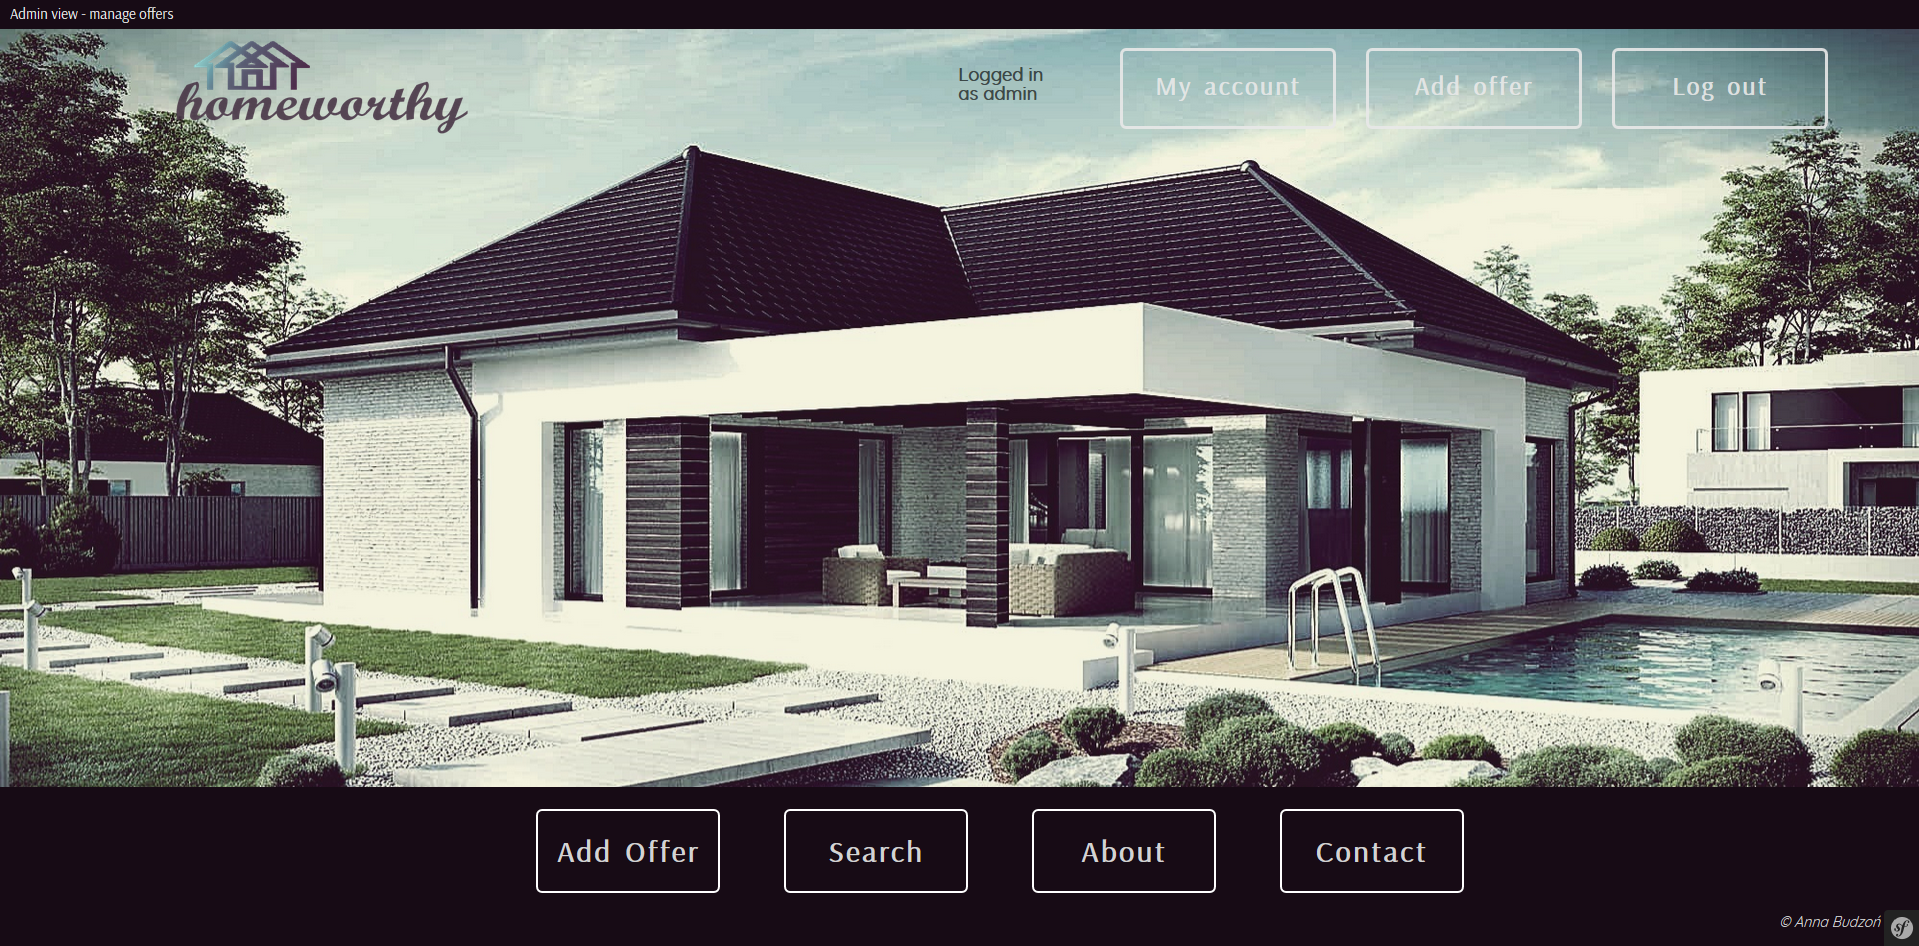 Admin view - manage offers
homeworthy
Logged in
as admin
My account
Add offer
Log out
Add Offer
Search
About
Contact
© Anna Budzoń
sf